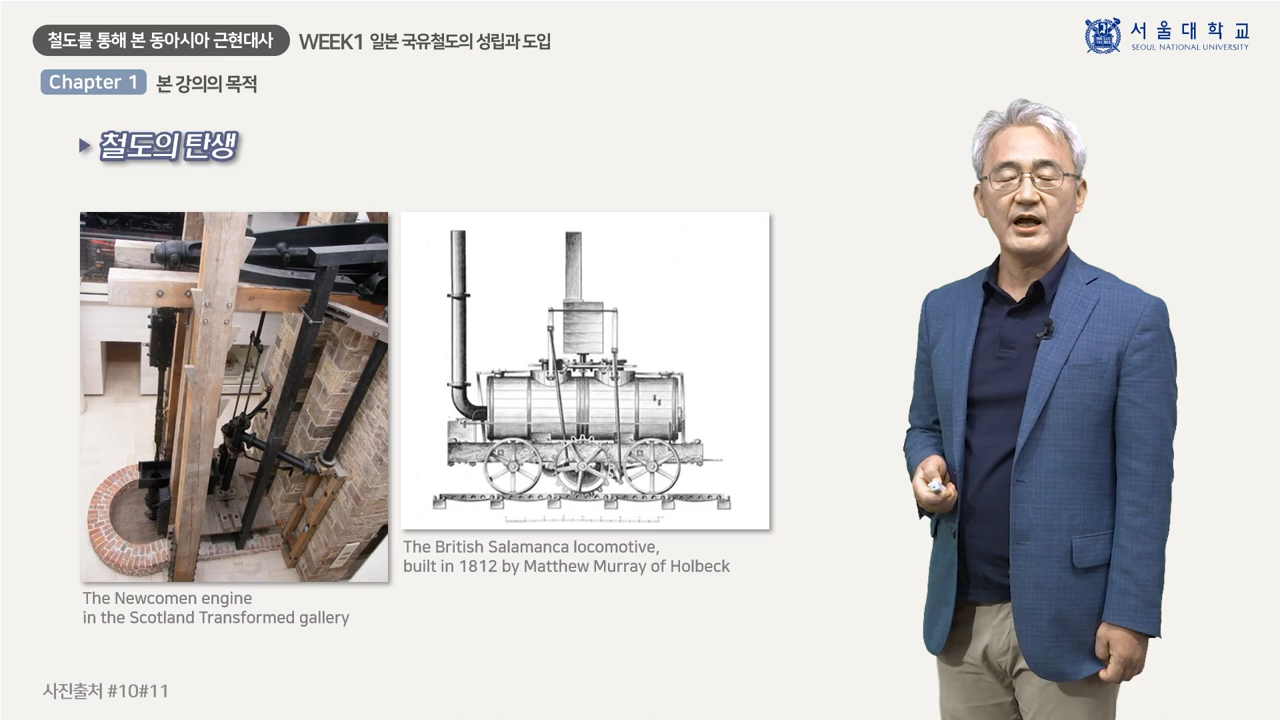 철도를 통해 본 동아시아 근현대사 WEEK1 일본 국유철도의 성립과 도입
서울대학교
SEOUL NATIONAL UNIVERSITY
Chapter 1 본 강의의 목적
철도의 탄생
The British Salamanca locomotive,
built in 1812 by Matthew Murray of Holbeck
The Newcomen engine
in the Scotland Transformed gallery
사진출처 #10#11